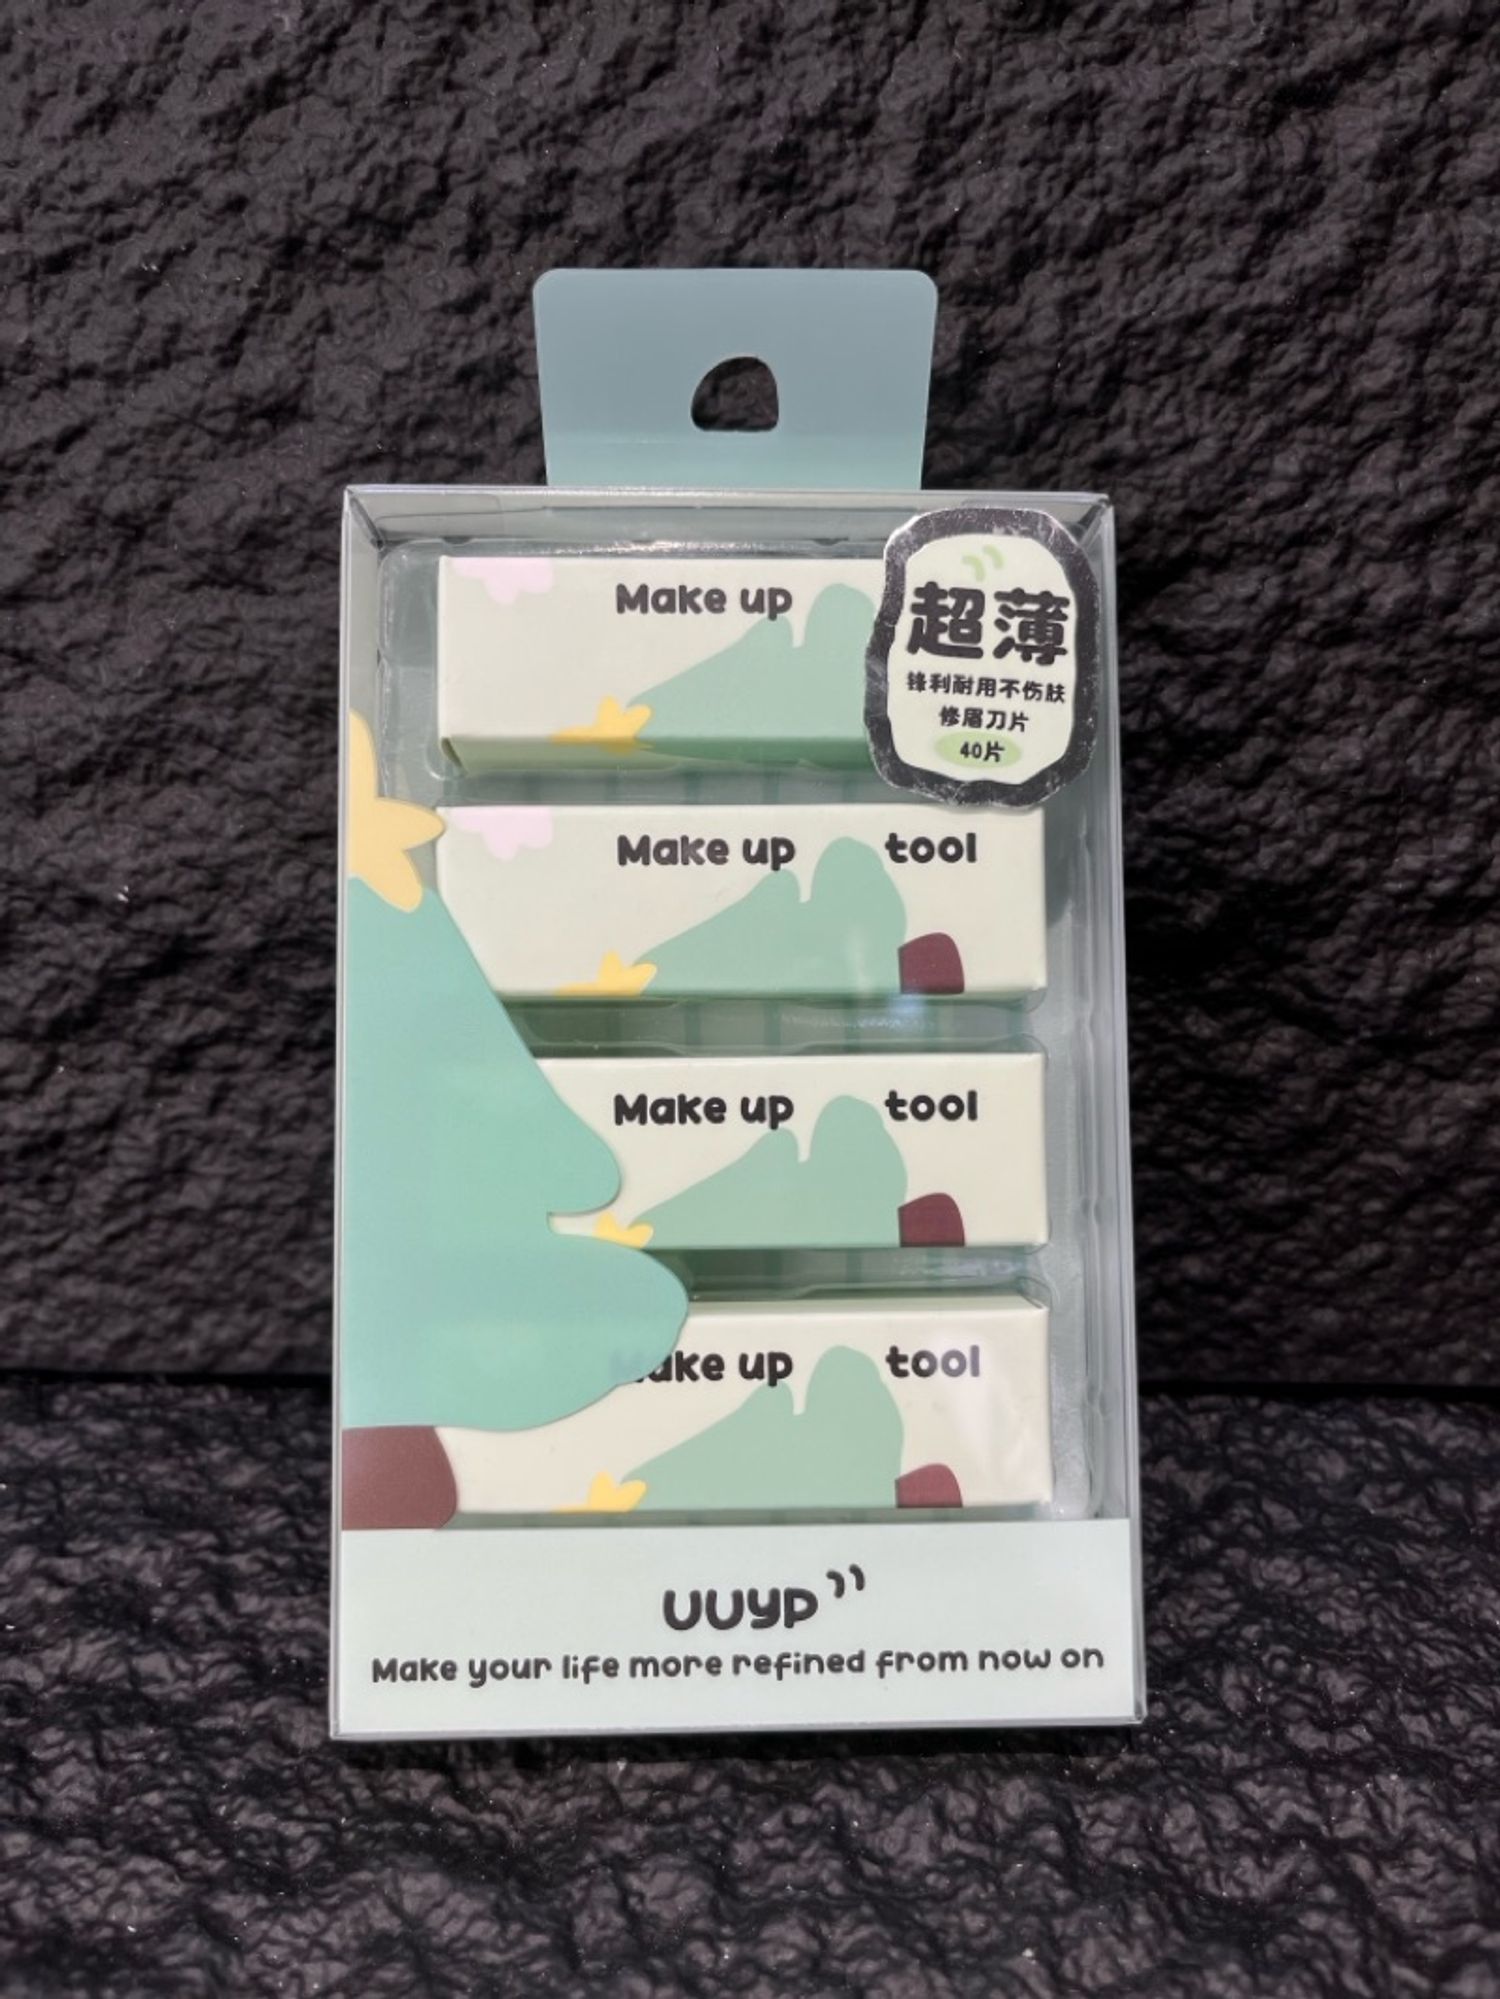 Make up
超薄
锋利耐用不伤肤
修眉刀片
40片
Make up tool
Make up tool
Make up tool
UUYP
Make your life more refined from now on